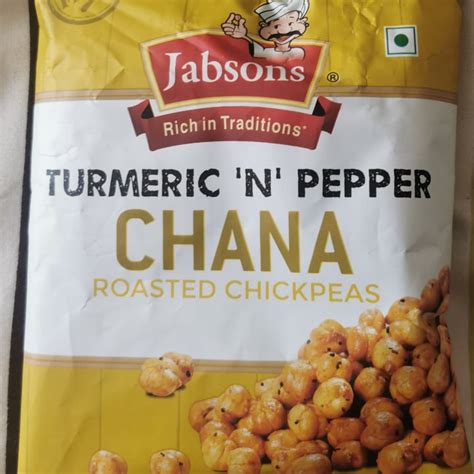 Jabsons®
Rich in Traditions*
TURMERIC 'N' PEPPER
CHANA
ROASTED CHICKPEAS